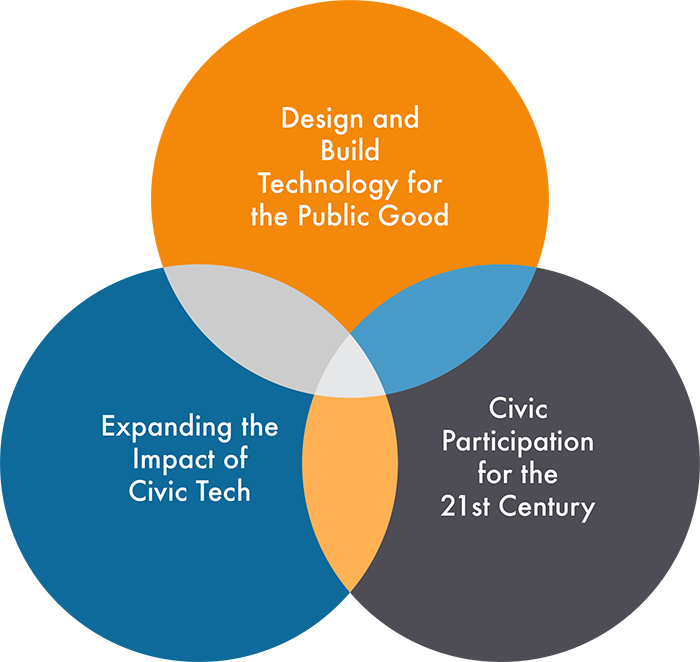 Design and
Build
Technology for
the Public Good
Expanding the
Impact of
Civic Tech
Civic
Participation
for the
21st Century